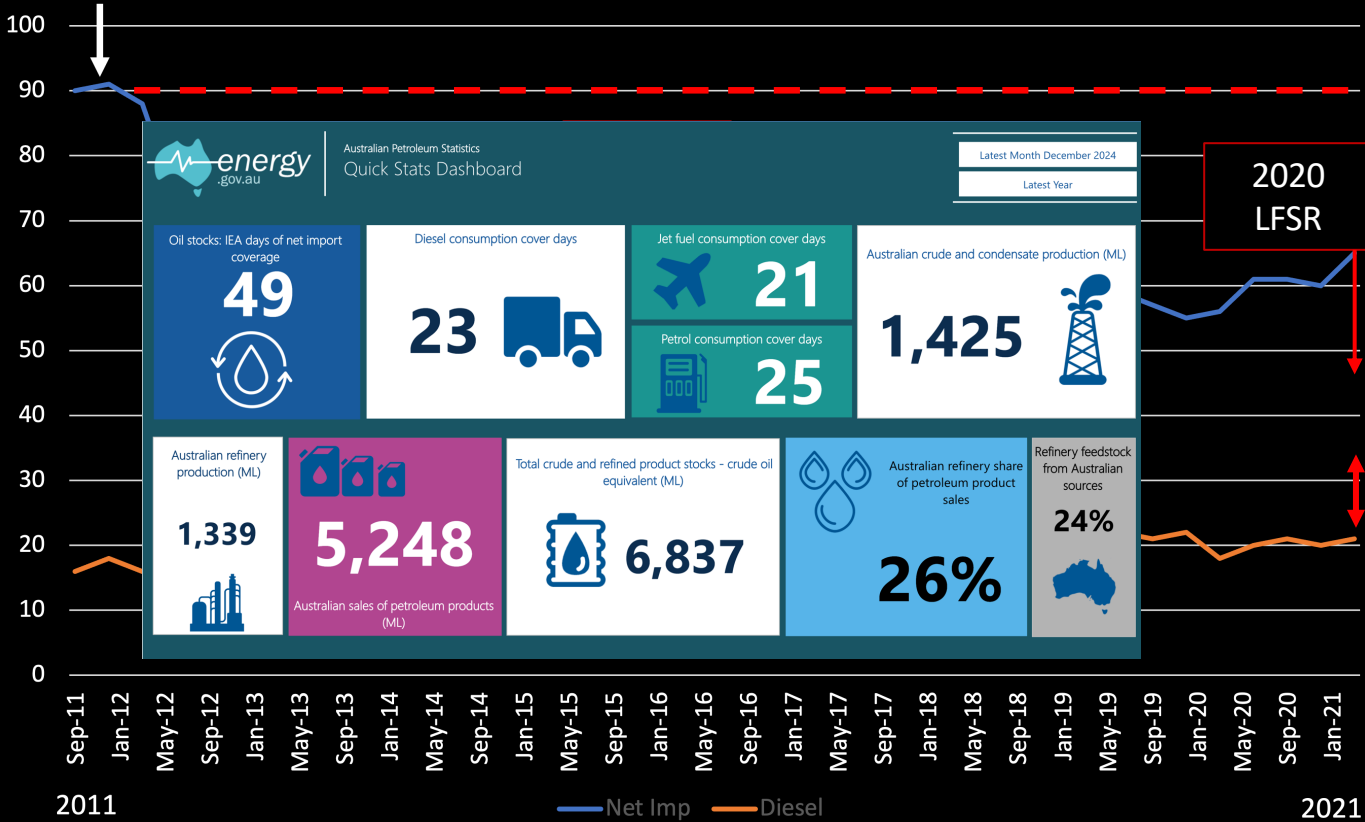 100
90
80
70
60
50
40
30
20
10
0
energy
.gov.au
Australian Petroleum Statistics
Quick Stats Dashboard
Latest Month December 2024
Latest Year
2020
LFSR
Oil stocks: IEA days of net import
coverage
49
Diesel consumption cover days
23
Jet fuel consumption cover days
21
Petrol consumption cover days
25
Australian crude and condensate production (ML)
1,425
Australian refinery
production (ML)
1,339
5,248
Australian sales of petroleum products
(ML)
Total crude and refined product stocks - crude oil
equivalent (ML)
6,837
Australian refinery share
of petroleum product
sales
26%
Refinery feedstock
from Australian
sources
24%
Sep-11
Jan-12
May-12
Sep-12
Jan-13
May-13
Sep-13
Jan-14
May-14
Sep-14
Jan-15
May-15
Sep-15
Jan-16
May-16
Sep-16
Jan-17
May-17
Sep-17
Jan-18
May-18
Sep-18
Jan-19
May-19
Sep-19
Jan-20
May-20
Sep-20
Jan-21
2011
Net Imp
Diesel
2021